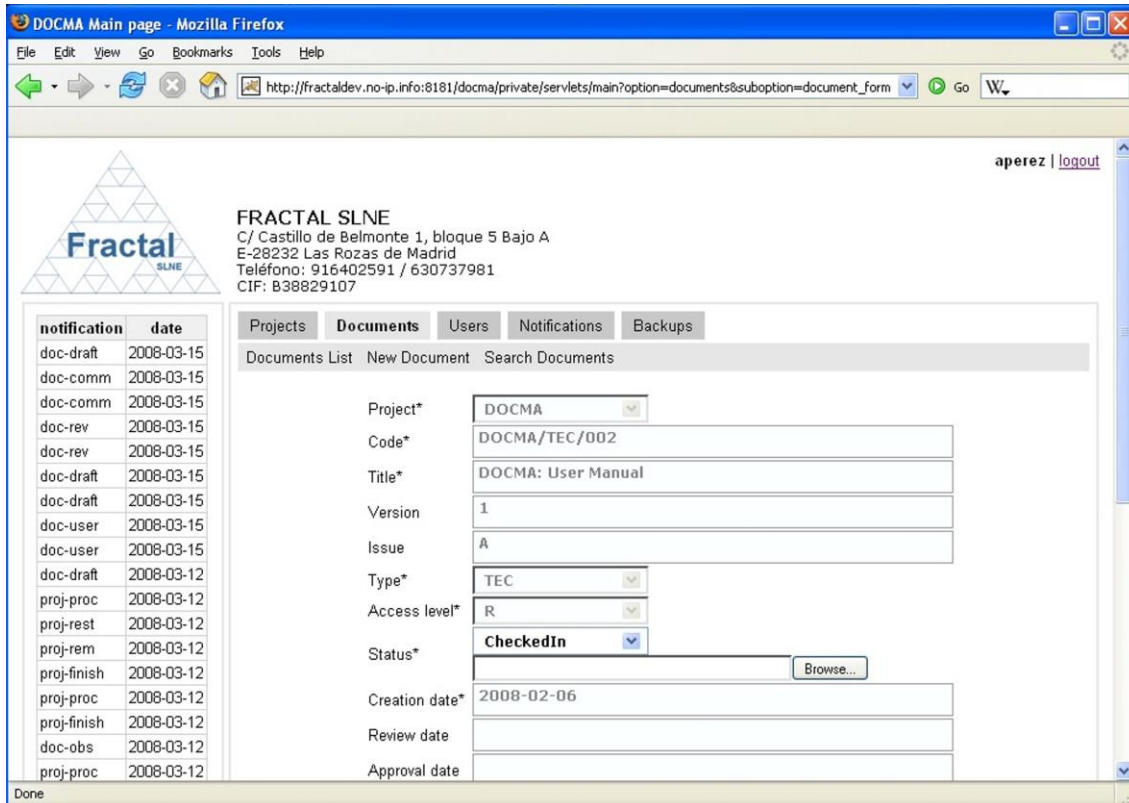 DOCMA Main page - Mozilla Firefox
File Edit View Go Bookmarks Tools Help
http://fractaldev.no-ip.info:8181/docma/private/servlets/main?option=documents&suboption=document_form Go W
aperez | logout
Fractal
SLNE
FRACTAL SLNE
C/ Castillo de Belmonte 1, bloque 5 Bajo A
E-28232 Las Rozas de Madrid
Teléfono: 916402591 / 630737981
CIF: B38829107
notification date
doc-draft 2008-03-15
doc-comm 2008-03-15
doc-comm 2008-03-15
doc-rev 2008-03-15
doc-rev 2008-03-15
doc-draft 2008-03-15
doc-draft 2008-03-15
doc-user 2008-03-15
doc-user 2008-03-15
doc-draft 2008-03-12
proj-proc 2008-03-12
proj-rest 2008-03-12
proj-rem 2008-03-12
proj-finish 2008-03-12
proj-proc 2008-03-12
proj-finish 2008-03-12
doc-obs 2008-03-12
proj-proc 2008-03-12
Projects Documents Users Notifications Backups
Documents List New Document Search Documents
Project* DOCMA
Code* DOCMA/TEC/002
Title* DOCMA: User Manual
Version 1
Issue A
Type* TEC
Access level* R
Status* CheckedIn
Browse...
Creation date* 2008-02-06
Review date
Approval date
Done